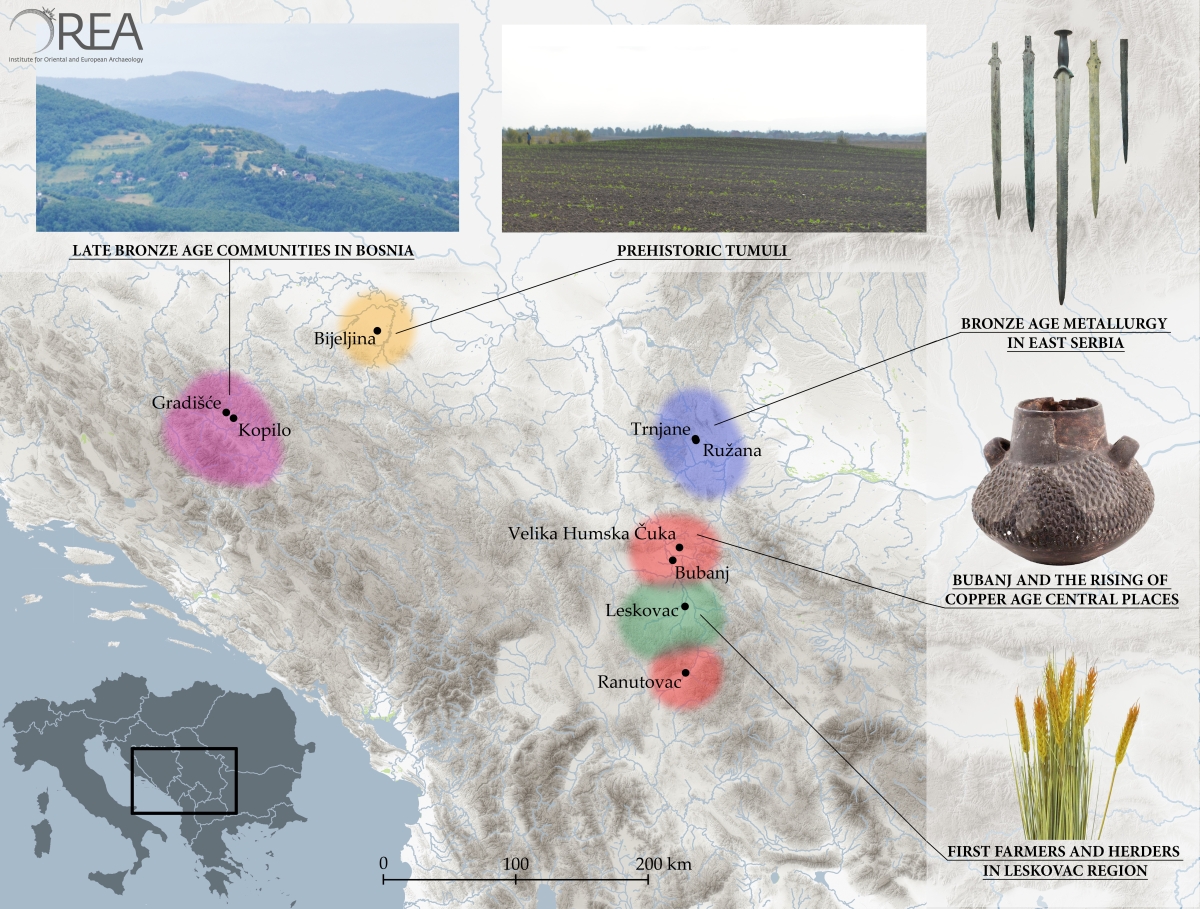 OREA
Institute for Oriental and European Archaeology
LATE BRONZE AGE COMMUNITIES IN BOSNIA
PREHISTORIC TUMULI
BRONZE AGE METALLURGY
IN EAST SERBIA
Bijeljina
Gradišće
Kopilo
Trnjane
Ružana
Velika Humska Čuka
Bubanj
BUBANJ AND THE RISING OF
COPPER AGE CENTRAL PLACES
Leskovac
Ranutovac
FIRST FARMERS AND HERDERS
IN LESKOVAC REGION
0 100 200 km